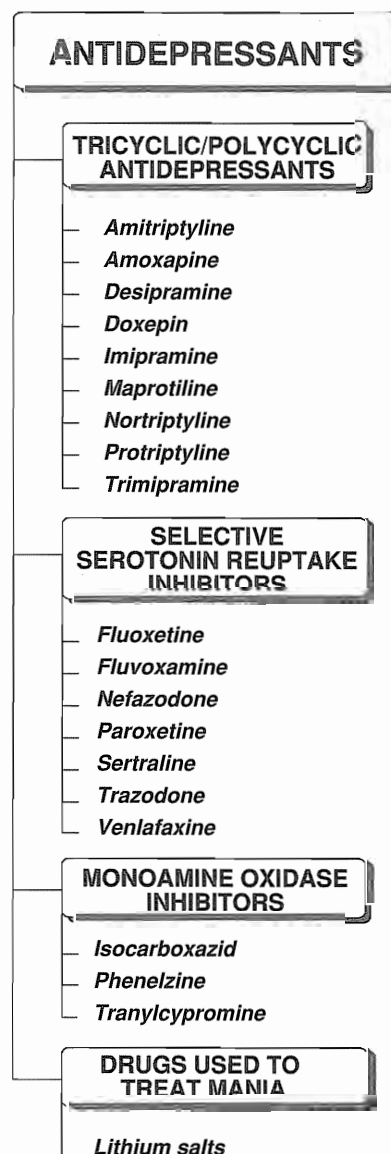 ANTIDEPRESSANTS
TRICYCLIC/POLYCYCLIC
ANTIDEPRESSANTS
Amitriptyline
Amoxapine
Desipramine
Doxepin
Imipramine
Maprotiline
Nortriptyline
Protriptyline
Trimipramine
SELECTIVE
SEROTONIN REUPTAKE
INHIBITORS
Fluoxetine
Fluvoxamine
Nefazodone
Paroxetine
Sertraline
Trazodone
Venlafaxine
MONOAMINE OXIDASE
INHIBITORS
Isocarboxazid
Phenelzine
Tranylcypromine
DRUGS USED TO
TREAT MANIA
Lithium salts